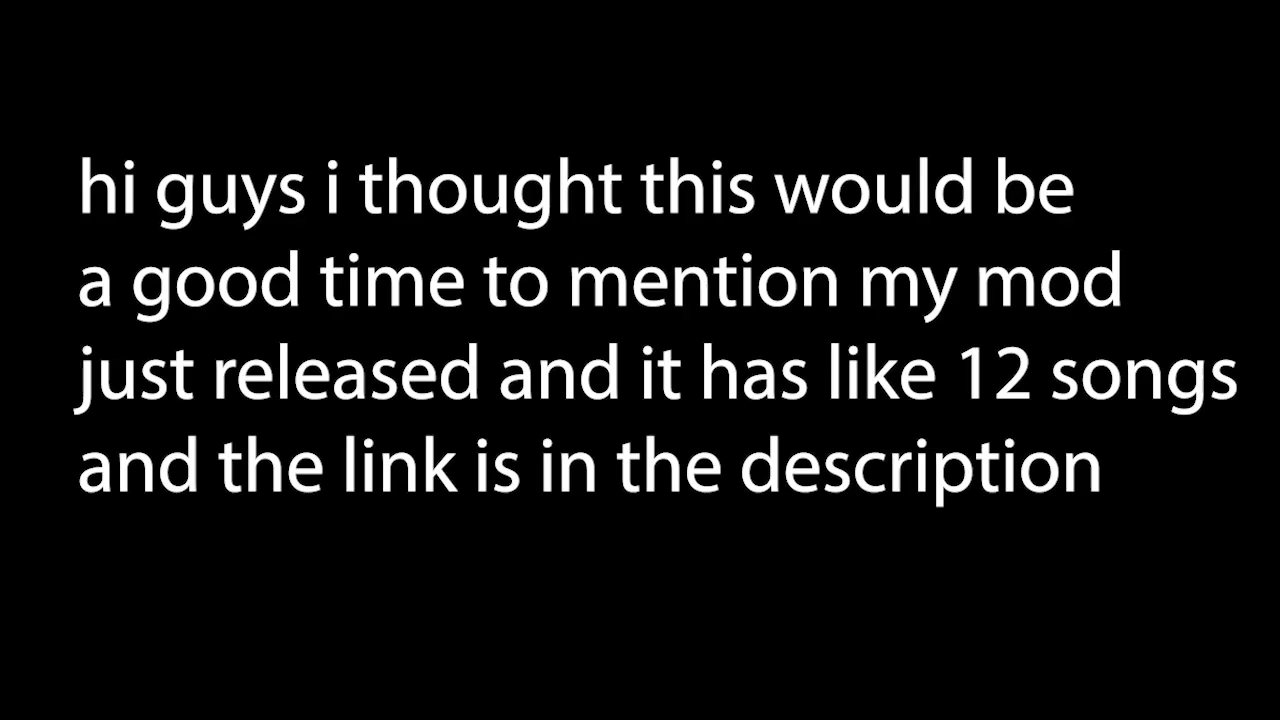 hi guys i thought this would be
a good time to mention my mod
just released and it has like 12 songs
and the link is in the description